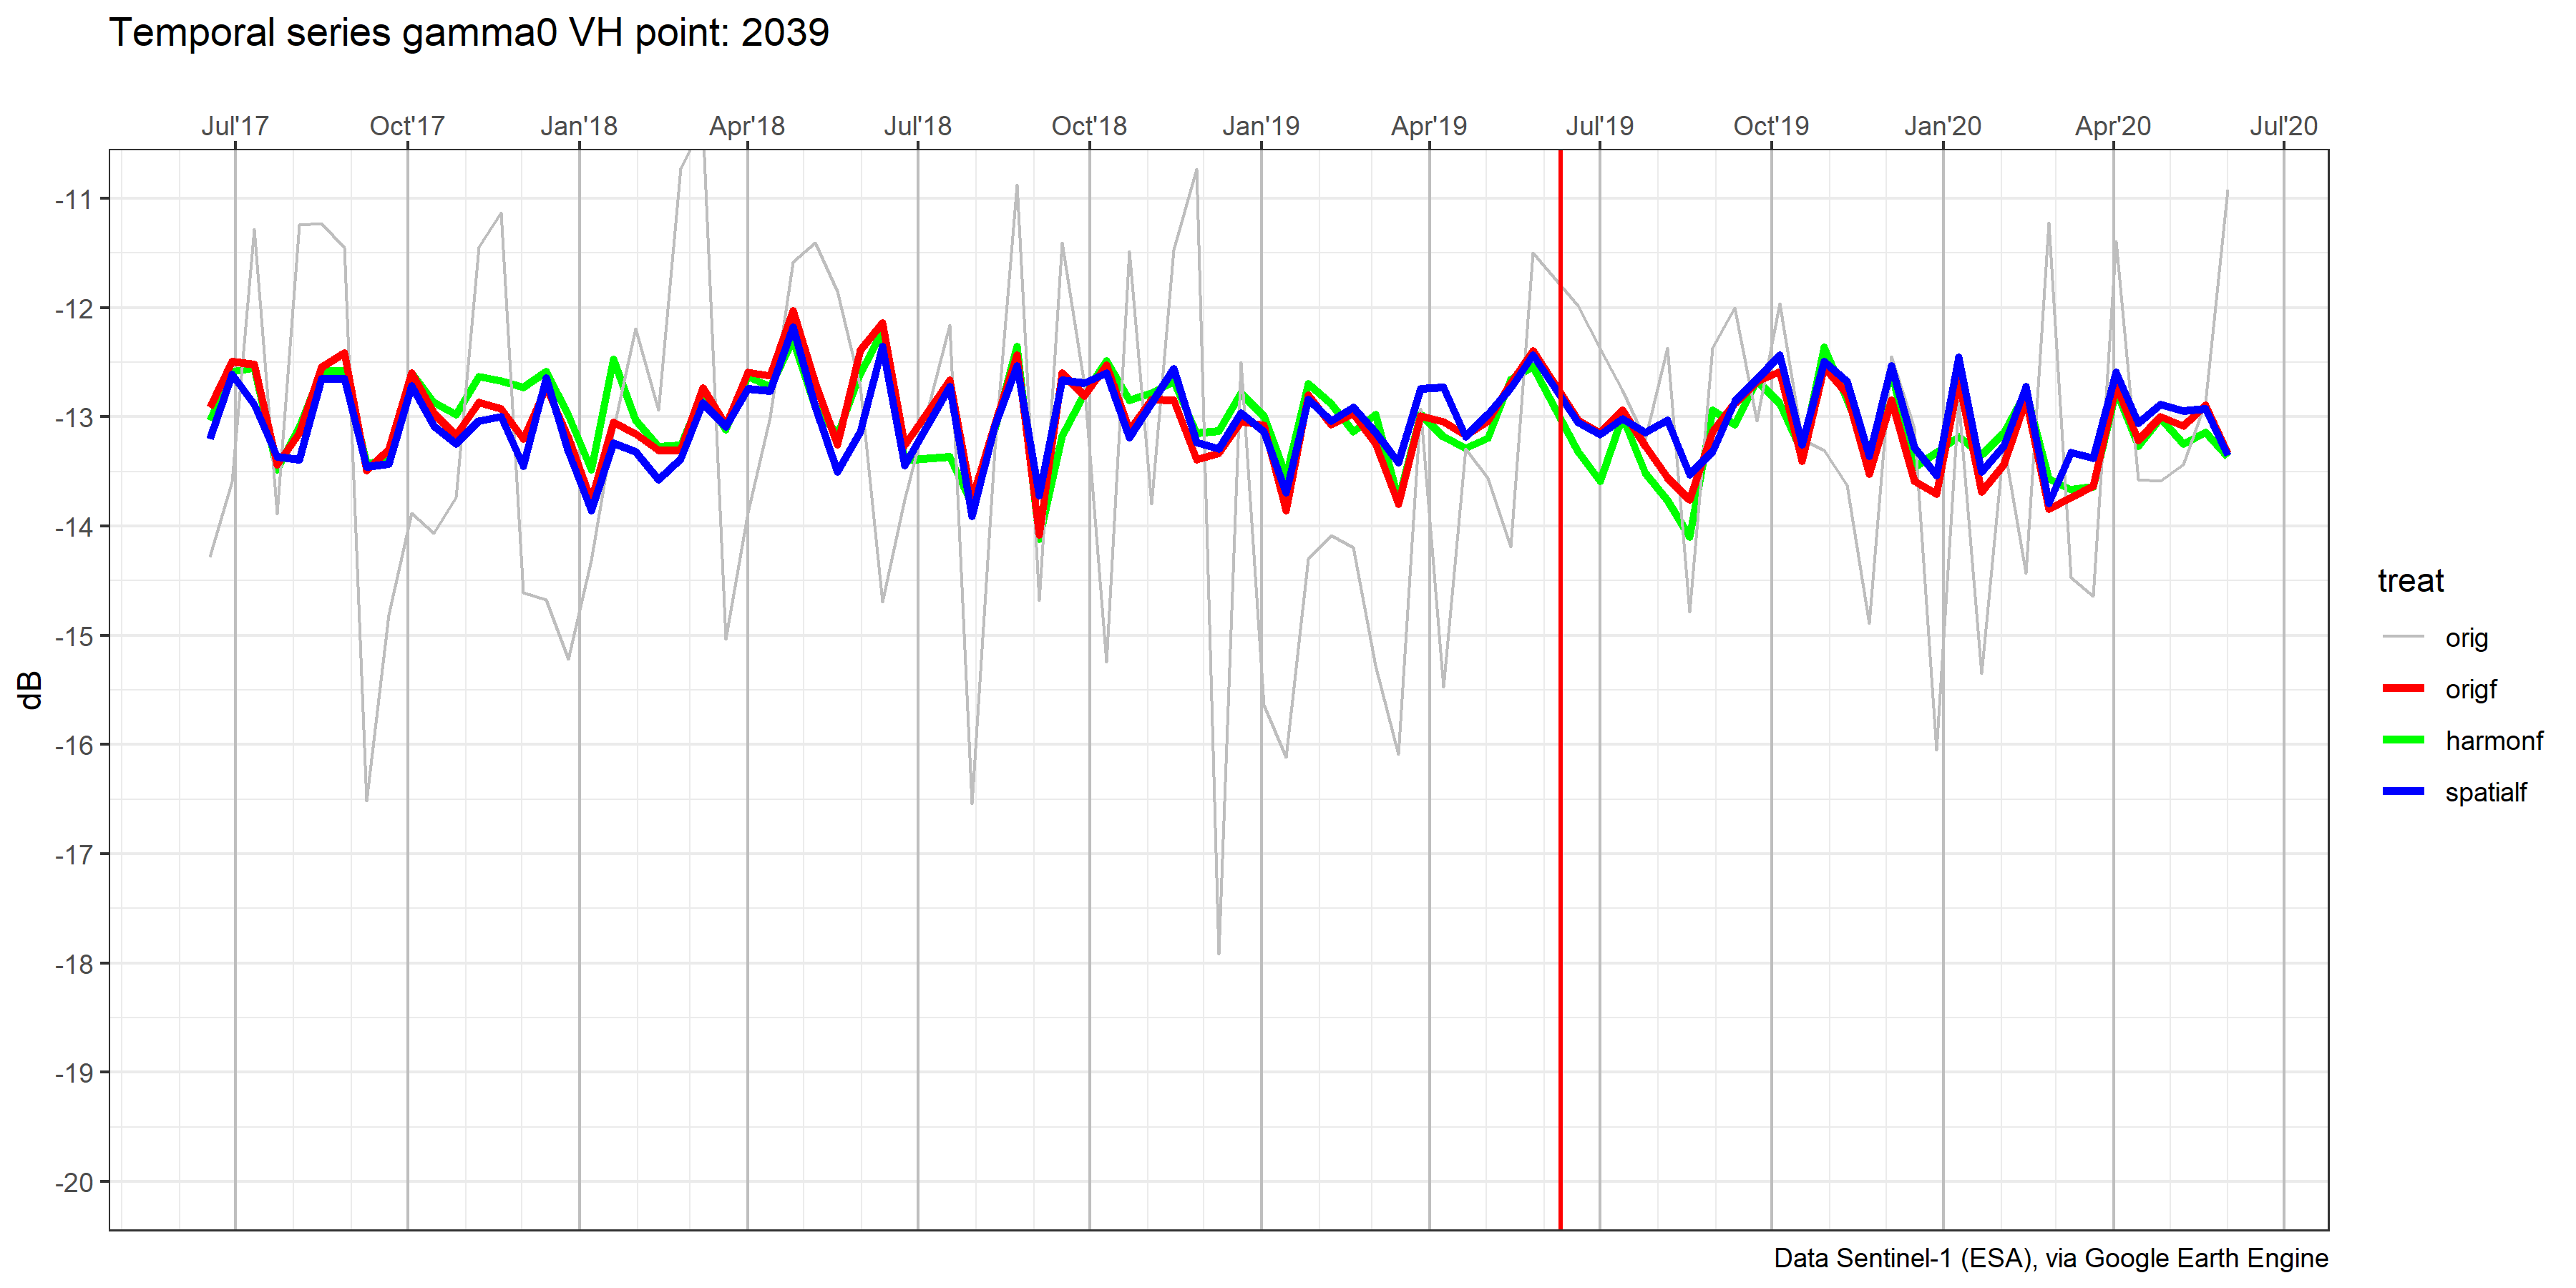 Temporal series gamma0 VH point: 2039
Jul'17 Oct'17 Jan'18 Apr'18 Jul'18 Oct'18 Jan'19 Apr'19 Jul'19 Oct'19 Jan'20 Apr'20 Jul'20
-11
-12
-13
-14
-15
-16
-17
-18
-19
-20
dB
treat
orig
origf
harmonf
spatialf
Data Sentinel-1 (ESA), via Google Earth Engine